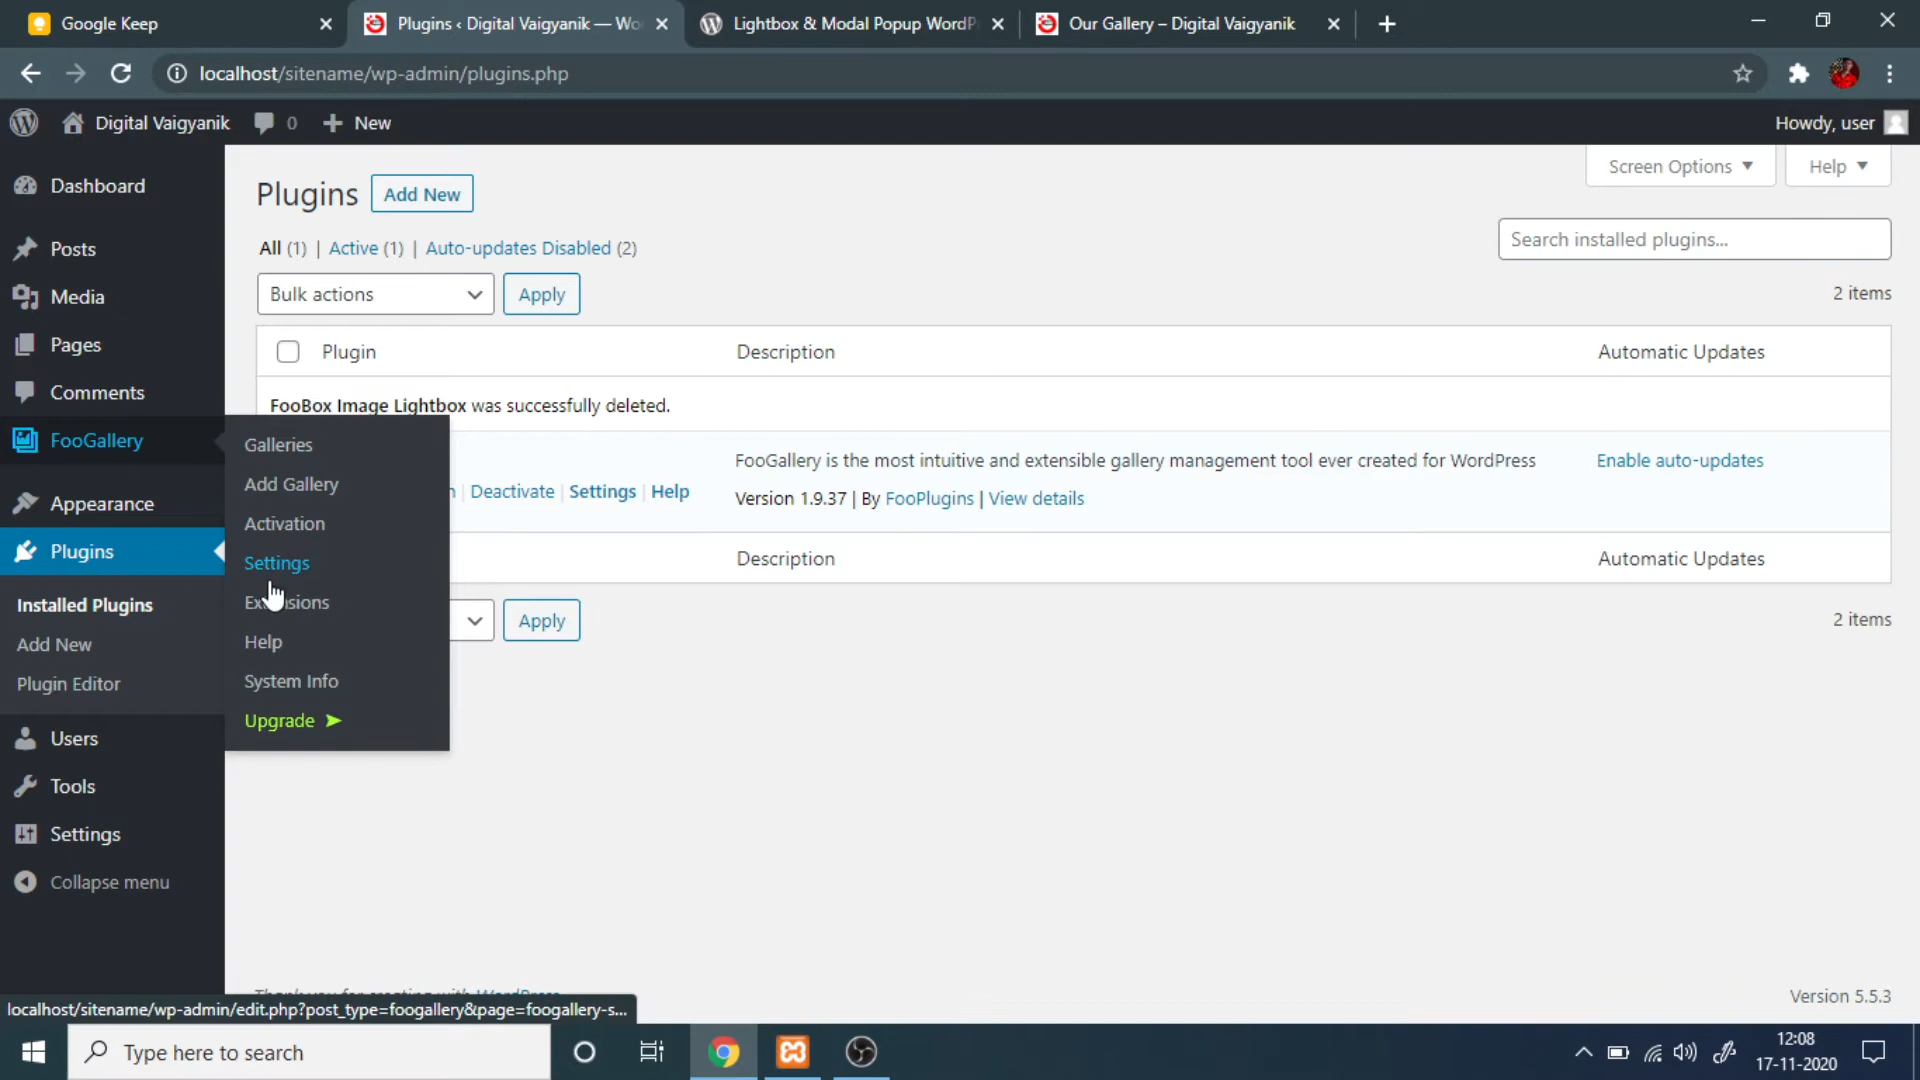 Google Keep
Plugins ‹ Digital Vaigyanik — Wo
Lightbox & Modal Popup WordP
Our Gallery – Digital Vaigyanik
localhost/sitename/wp-admin/plugins.php
Digital Vaigyanik
0
New
Howdy, user
Dashboard
Posts
Media
Pages
Comments
FooGallery
Appearance
Plugins
Installed Plugins
Add New
Plugin Editor
Users
Tools
Settings
Collapse menu
Galleries
Add Gallery
Activation
Settings
Help
System Info
Upgrade ➤
Screen Options
Help
Plugins
Add New
All (1) | Active (1) | Auto-updates Disabled (2)
Search installed plugins...
Bulk actions
Apply
2 items
Plugin
Description
Automatic Updates
FooBox Image Lightbox was successfully deleted.
FooGallery is the most intuitive and extensible gallery management tool ever created for WordPress
Enable auto-updates
Deactivate | Settings | Help
Version 1.9.37 | By FooPlugins | View details
Description
Automatic Updates
Apply
2 items
Version 5.5.3
localhost/sitename/wp-admin/edit.php?post_type=foogallery&page=foogallery-s...
Type here to search
12:08
17-11-2020